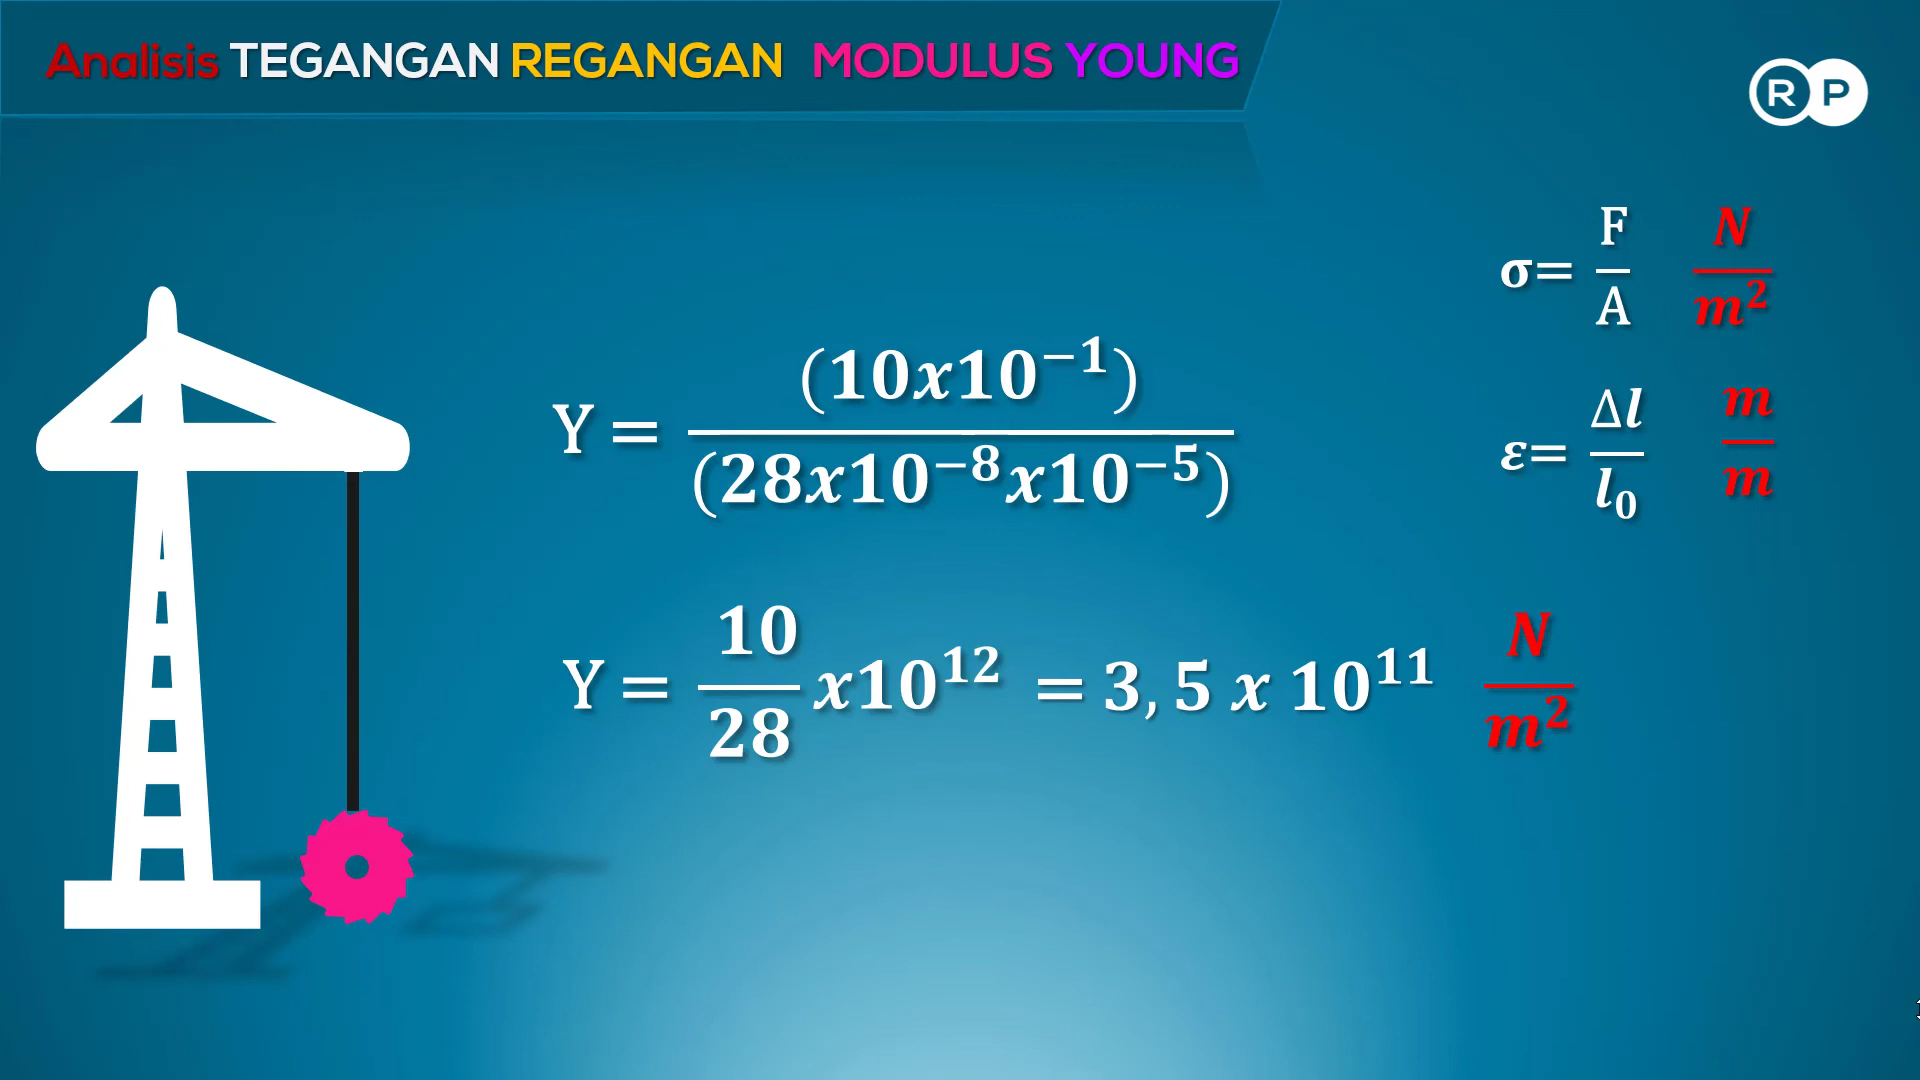 Analisis TEGANGAN REGANGAN MODULUS YOUNG
R P
σ= F/A N/m²
ε= Δl/l₀ m/m
Y = (10x10⁻¹)/(28x10⁻⁸x10⁻⁵)
Y = 10/28 x10¹² = 3,5 x 10¹¹ N/m²